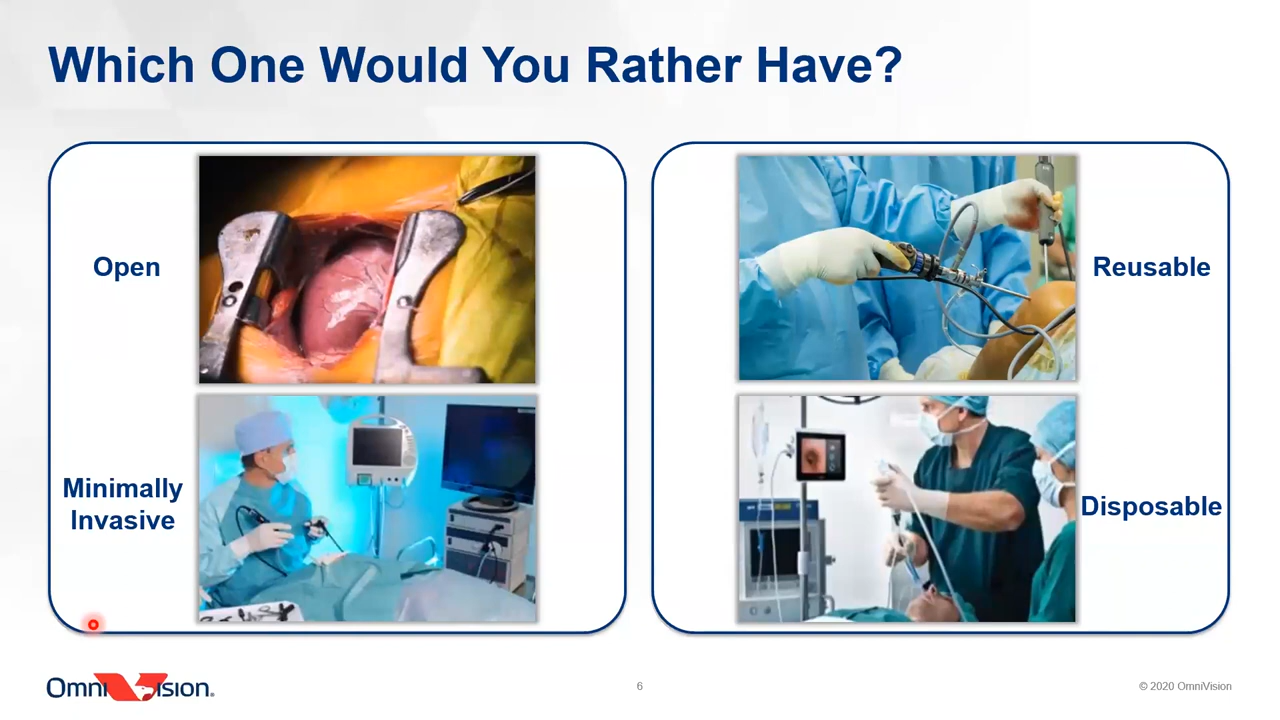 Which One Would You Rather Have?
Open
Minimally
Invasive
Reusable
Disposable
OmniVision.
6
© 2020 OmniVision